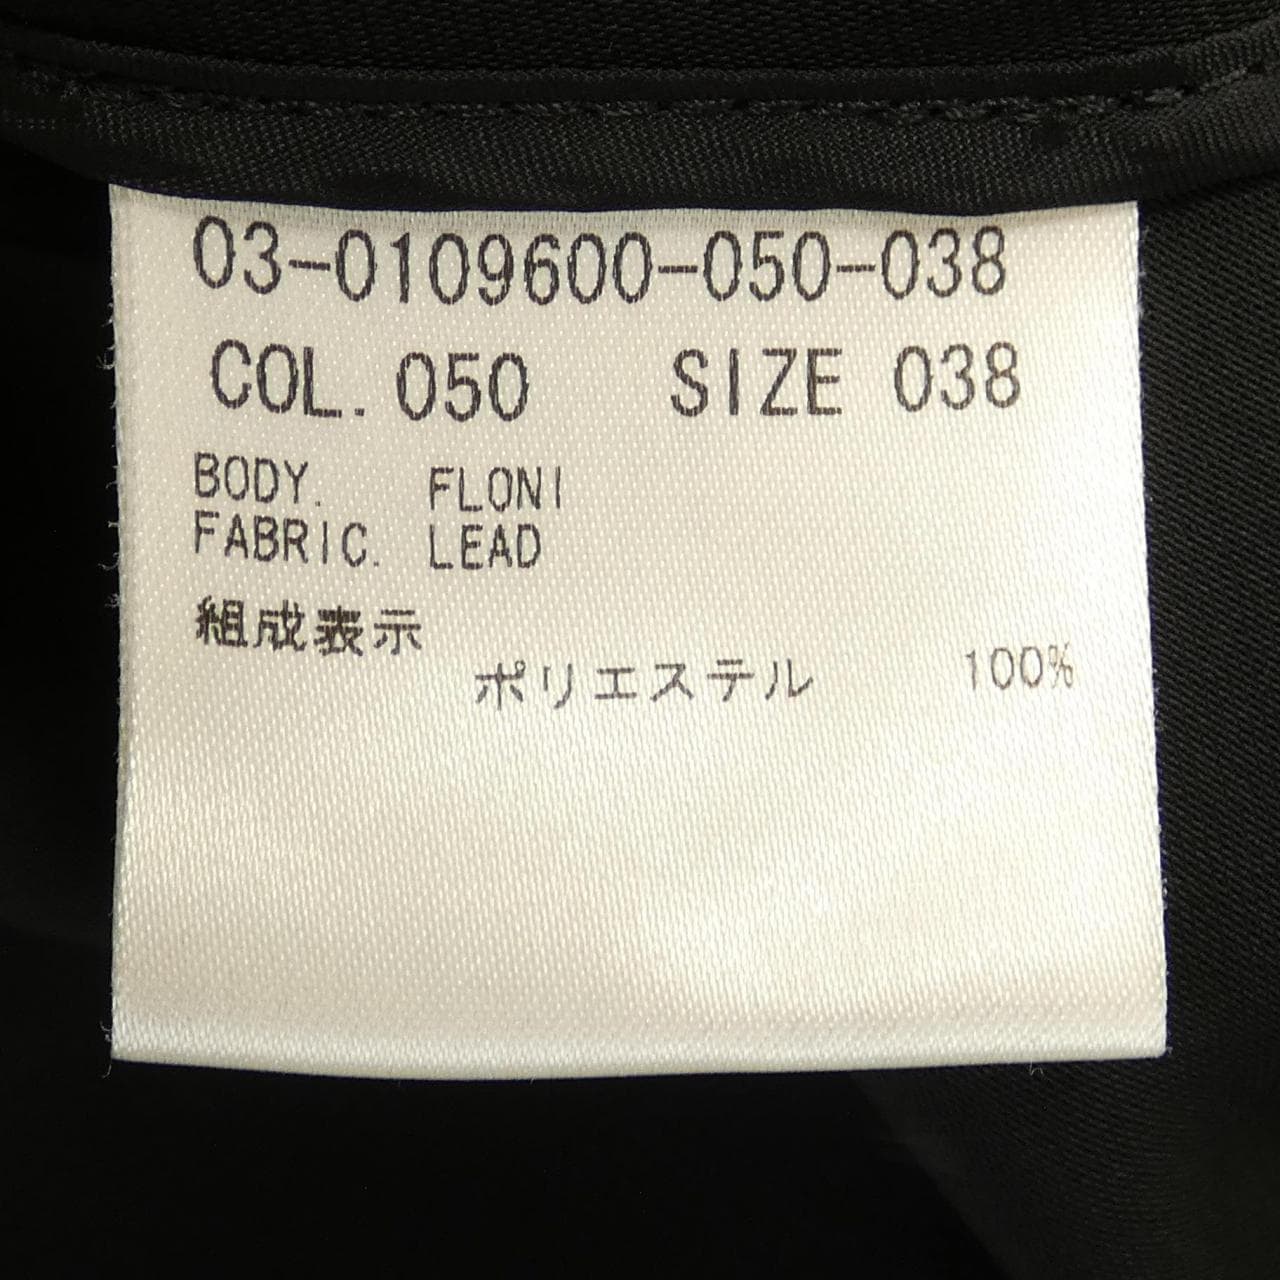 03-0109600-050-038
COL. 050 SIZE 038
BODY. FLONI
FABRIC. LEAD
組成表示
ポリエステル 100%